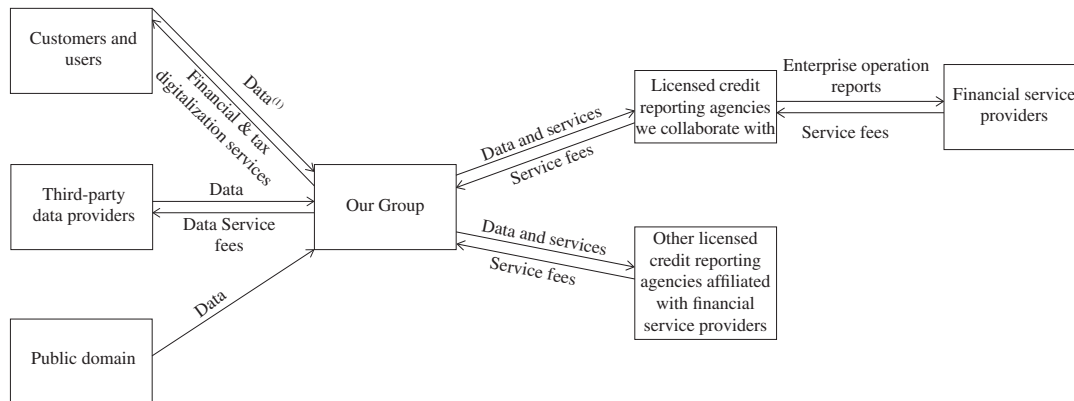 Customers and
users
Data(1)
Financial & tax
digitalization services
Third-party
data providers
Data
Data Service
fees
Public domain
Data
Our Group
Data and services
Service fees
Data and services
Service fees
Licensed credit
reporting agencies
we collaborate with
Enterprise operation
reports
Service fees
Financial service
providers
Other licensed
credit reporting
agencies affiliated
with financial
service providers